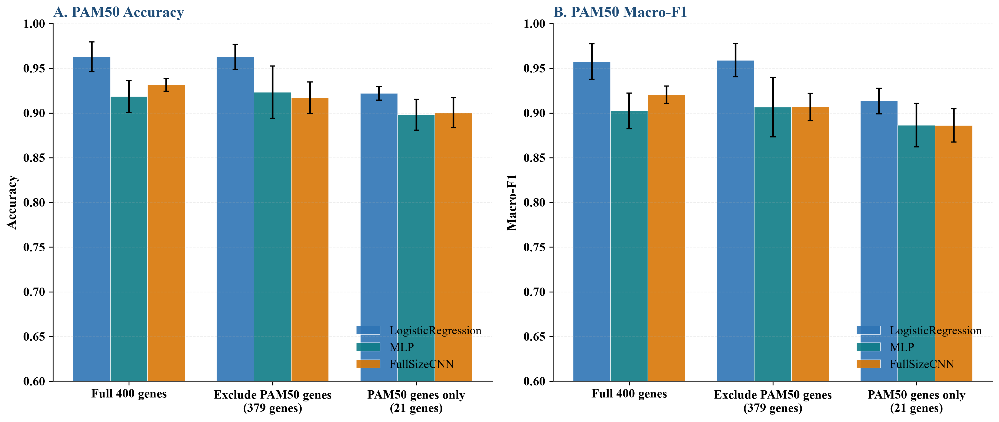 A. PAM50 Accuracy
1.00
0.95
0.90
0.85
0.80
0.75
0.70
0.65
0.60
Accuracy
LogisticRegression
MLP
FullSizeCNN
Full 400 genes
Exclude PAM50 genes
(379 genes)
PAM50 genes only
(21 genes)
B. PAM50 Macro-F1
1.00
0.95
0.90
0.85
0.80
0.75
0.70
0.65
0.60
Macro-F1
LogisticRegression
MLP
FullSizeCNN
Full 400 genes
Exclude PAM50 genes
(379 genes)
PAM50 genes only
(21 genes)